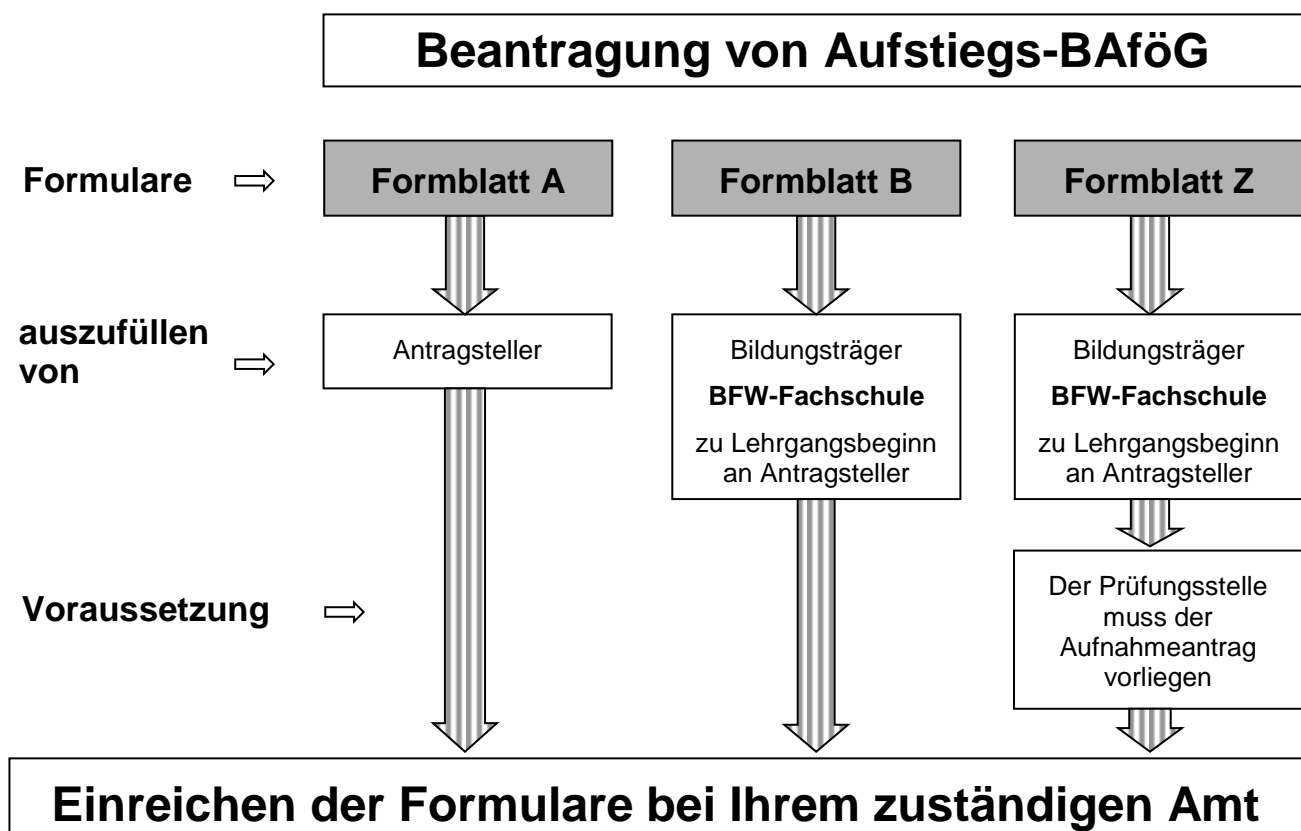 Beantragung von Aufstiegs-BAföG
Formulare
Formblatt A
Formblatt B
Formblatt Z
auszufüllen
von
Antragsteller
Bildungsträger
BFW-Fachschule
zu Lehrgangsbeginn
an Antragsteller
Bildungsträger
BFW-Fachschule
zu Lehrgangsbeginn
an Antragsteller
Voraussetzung
Der Prüfungsstelle
muss der
Aufnahmeantrag
vorliegen
Einreichen der Formulare bei Ihrem zuständigen Amt